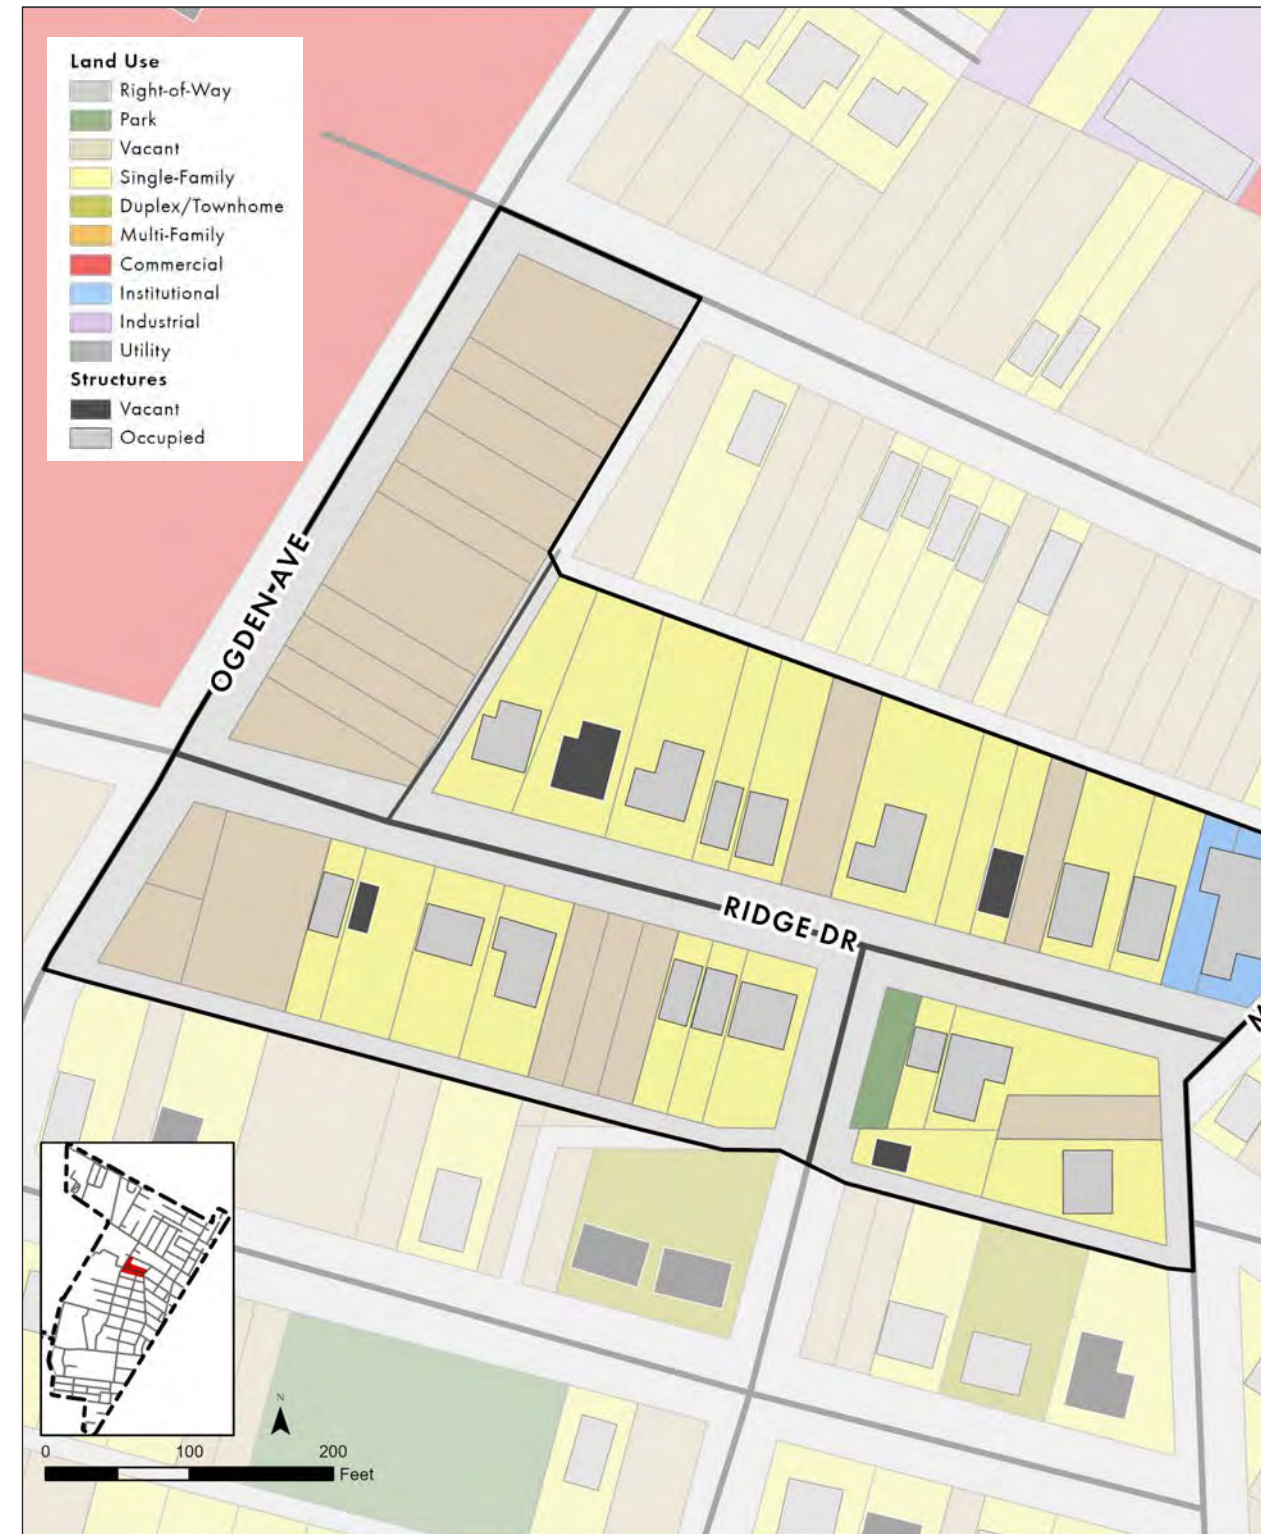 Land Use
Right-of-Way
Park
Vacant
Single-Family
Duplex/Townhome
Multi-Family
Commercial
Institutional
Industrial
Utility
Structures
Vacant
Occupied
OGDEN AVE
RIDGE DR
N
0 100 200
Feet